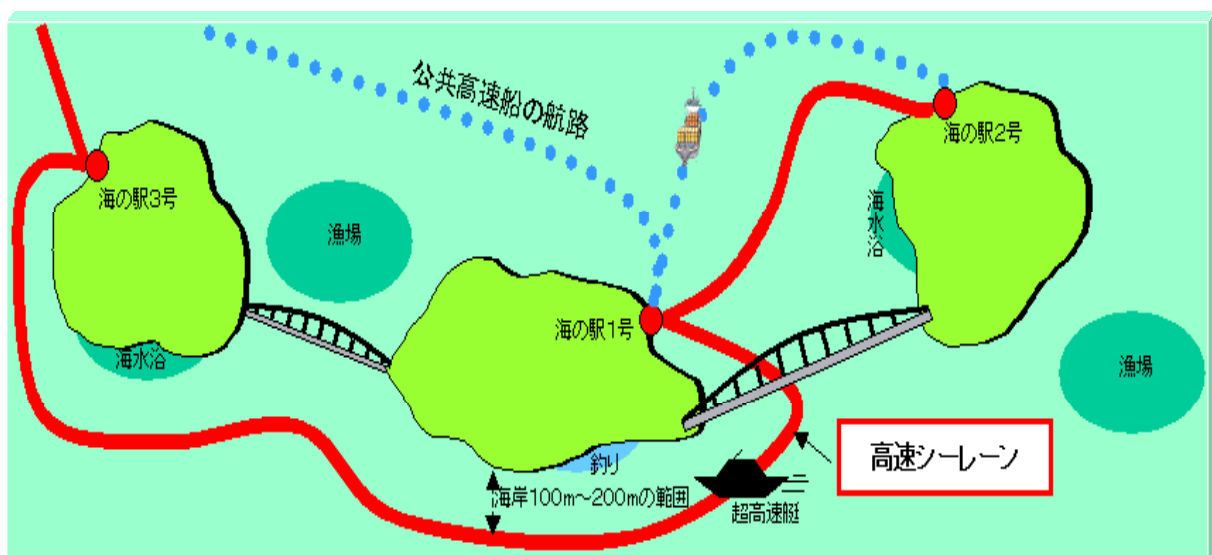 公共高速船の航路
海の駅2号
海の駅3号
海水浴
漁場
海の駅1号
海水浴
漁場
高速シーレーン
釣り
海岸100m～200mの範囲
超高速艇